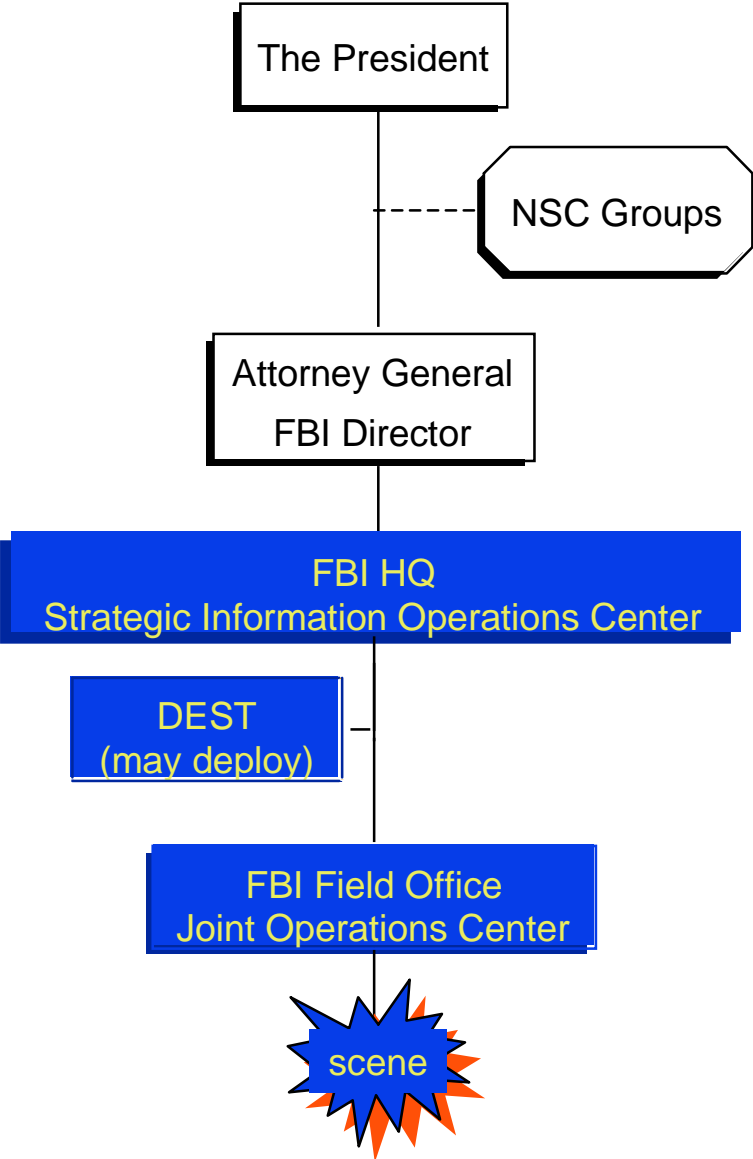 The President
NSC Groups
Attorney General
FBI Director
FBI HQ
Strategic Information Operations Center
DEST
(may deploy)
FBI Field Office
Joint Operations Center
scene